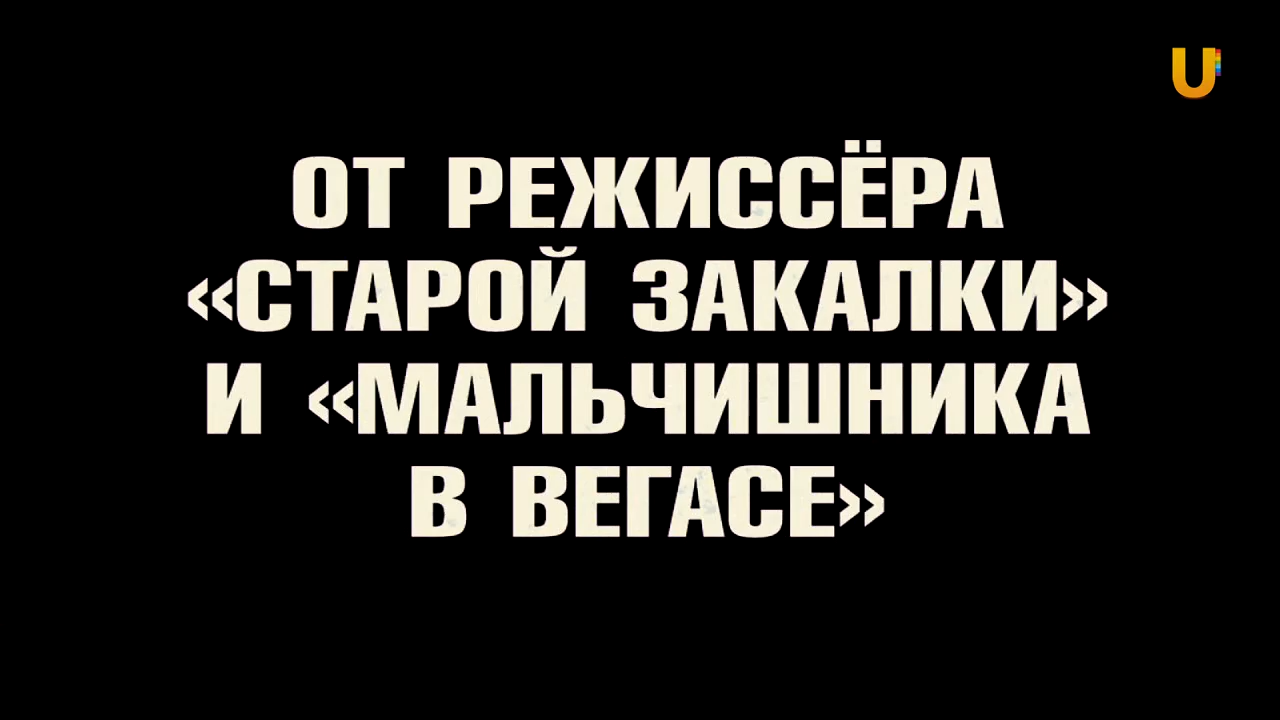 U
ОТ РЕЖИССЁРА
«СТАРОЙ ЗАКАЛКИ»
И «МАЛЬЧИШНИКА
В ВЕГАСЕ»